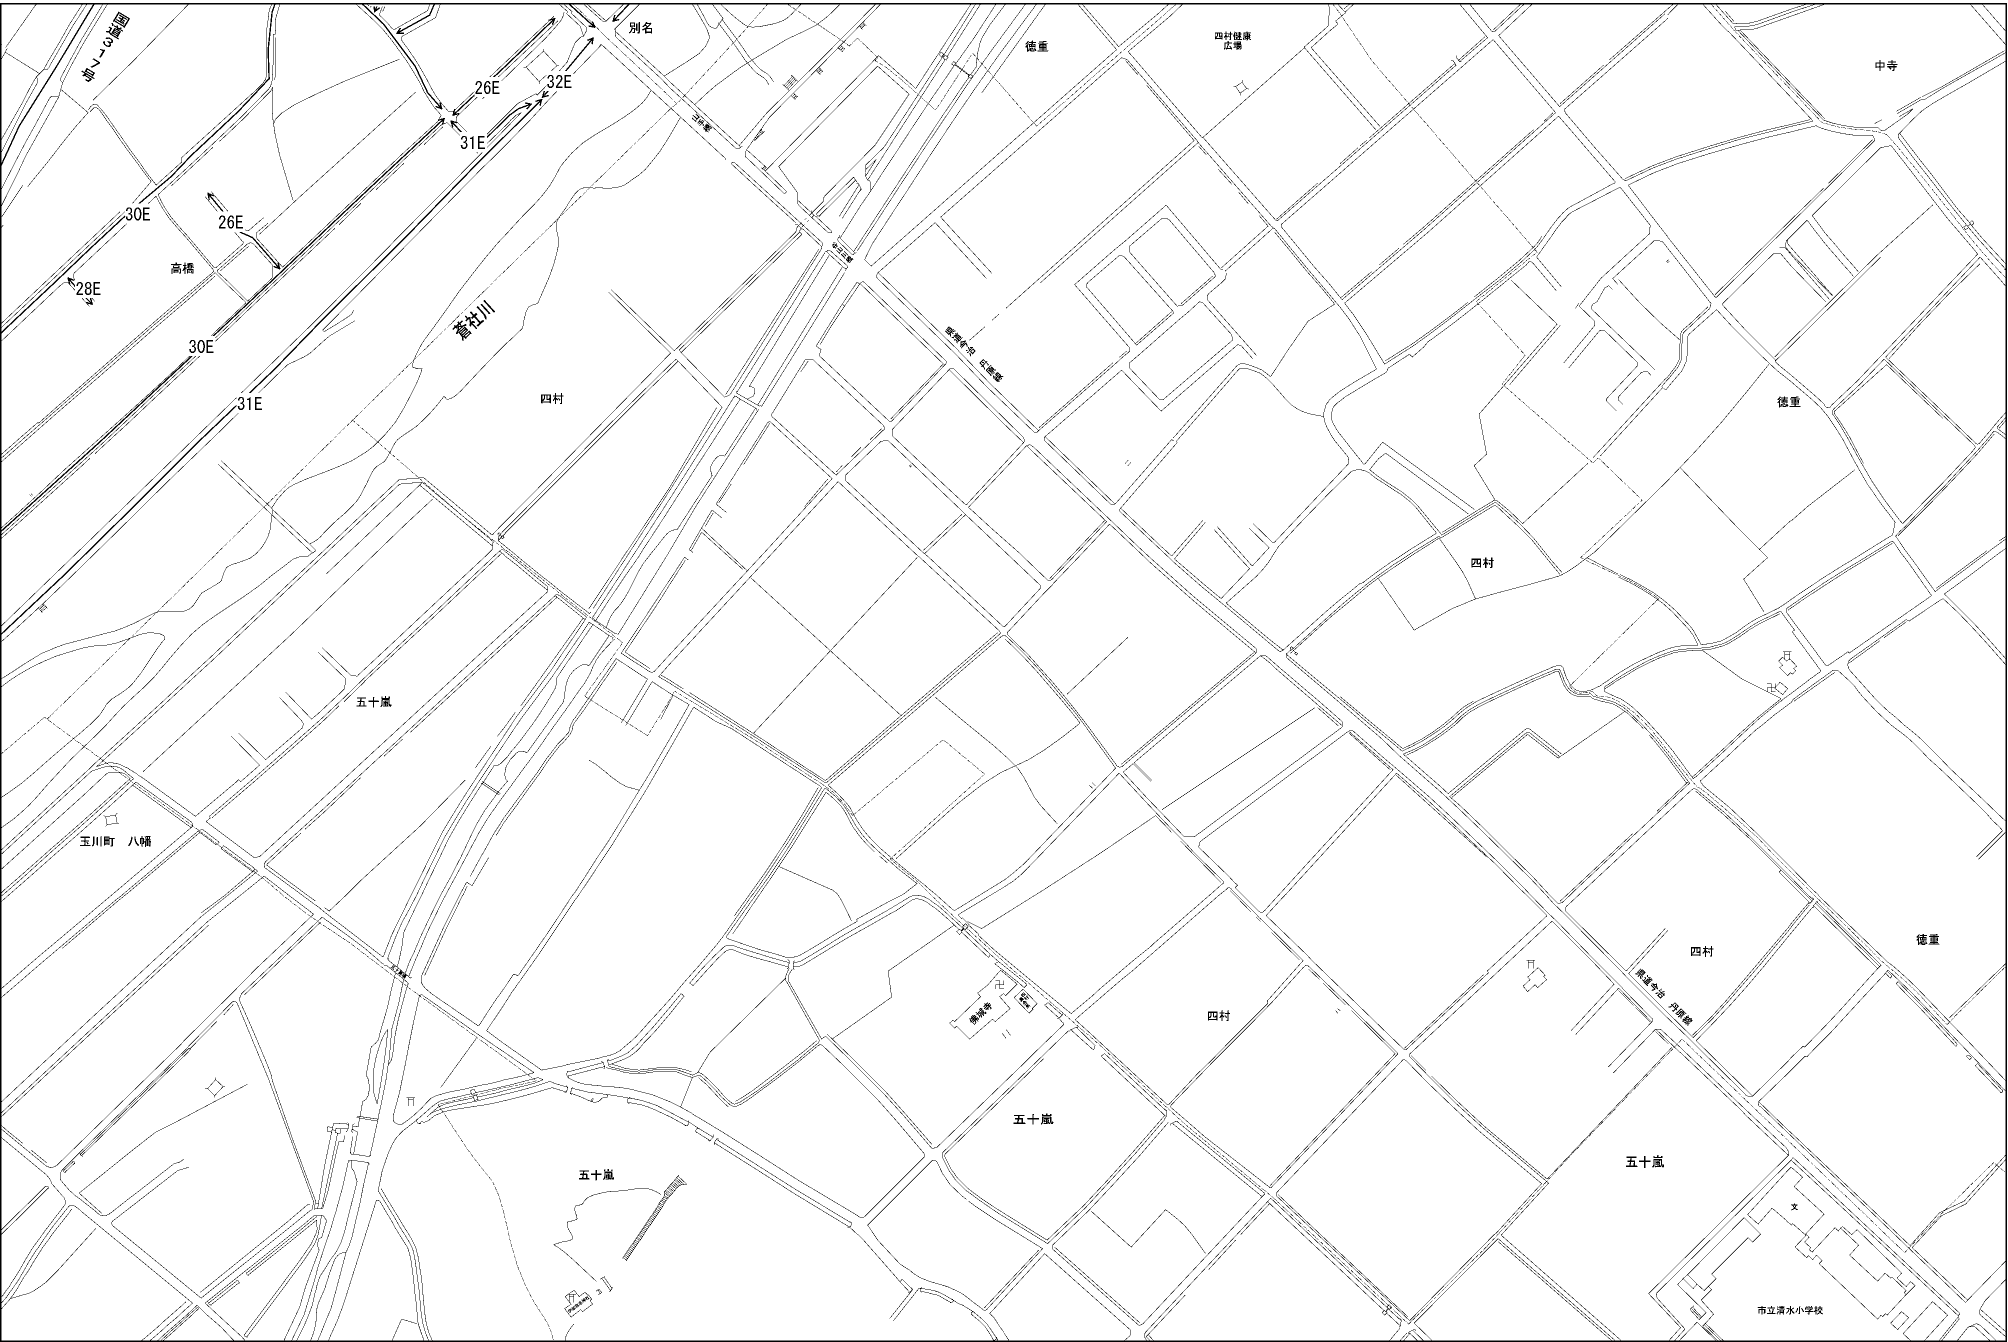 国道317号
別名
徳重
四村健康
広場
中寺
26E
32E
31E
30E
26E
高橋
28E
蒼社川
30E
県道今治 丹原線
31E
四村
徳重
四村
五十嵐
玉川町 八幡
徳重
四村
県道今治 丹原線
佛城寺
四村
五十嵐
五十嵐
五十嵐
文
市立清水小学校